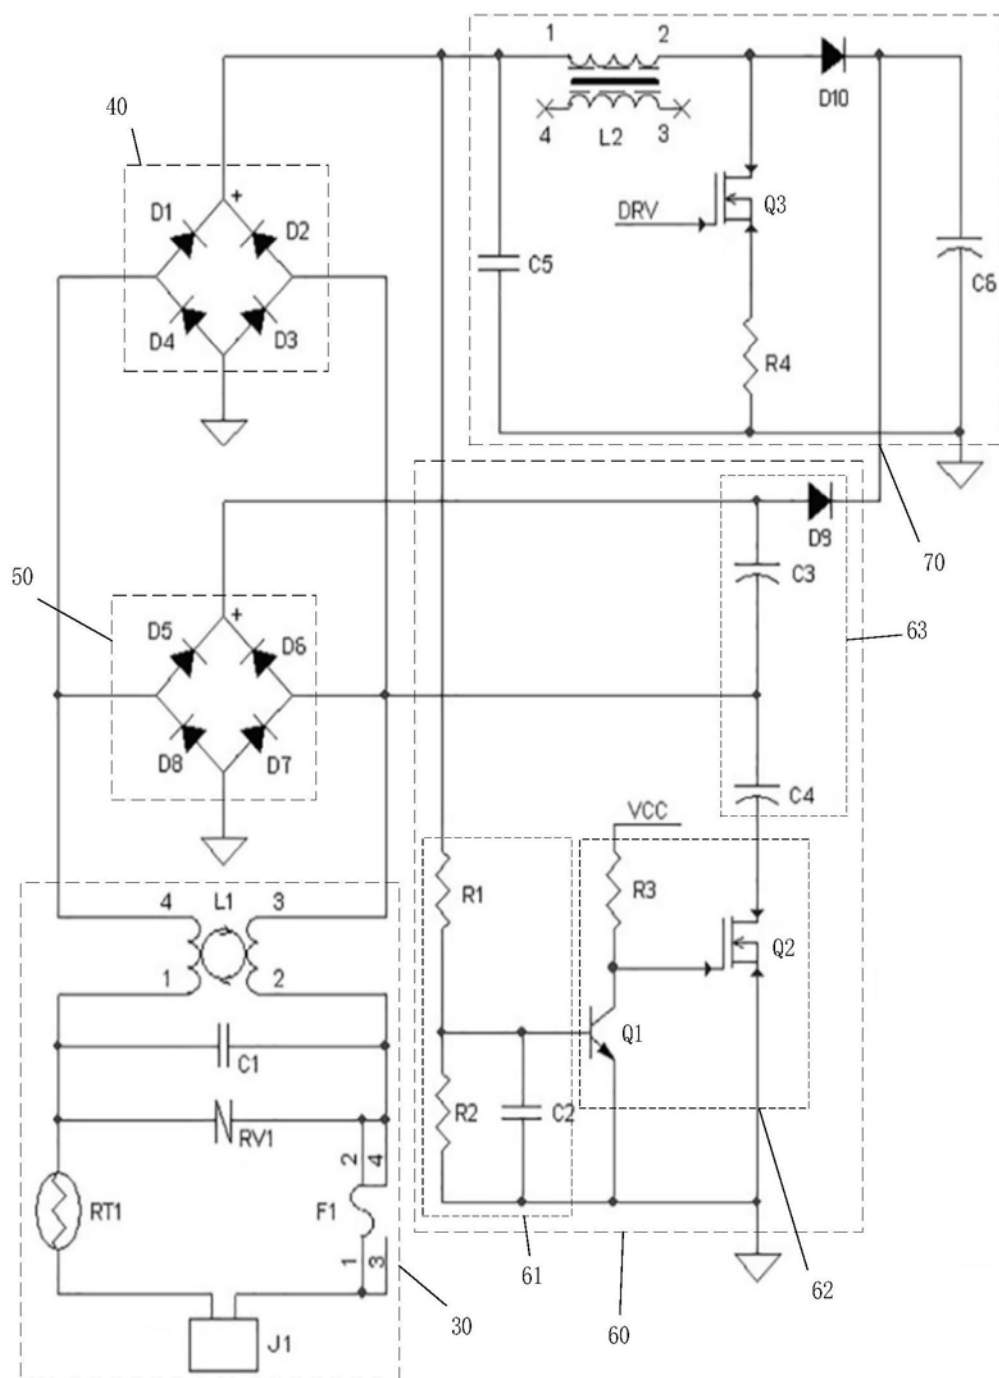 1 2
D10
4 L2 3
40
+
D1 D2
DRV Q3
C5 C6
D4 D3
R4
D9
50
70
+
C3
D5 D6
63
D8 D7
C4
VCC
4 L1 3
R1 R3
Q2
1 2
Q1
C1
R2 C2
RV1
2 4
RT1 F1
1 3
61 62
30 60
J1